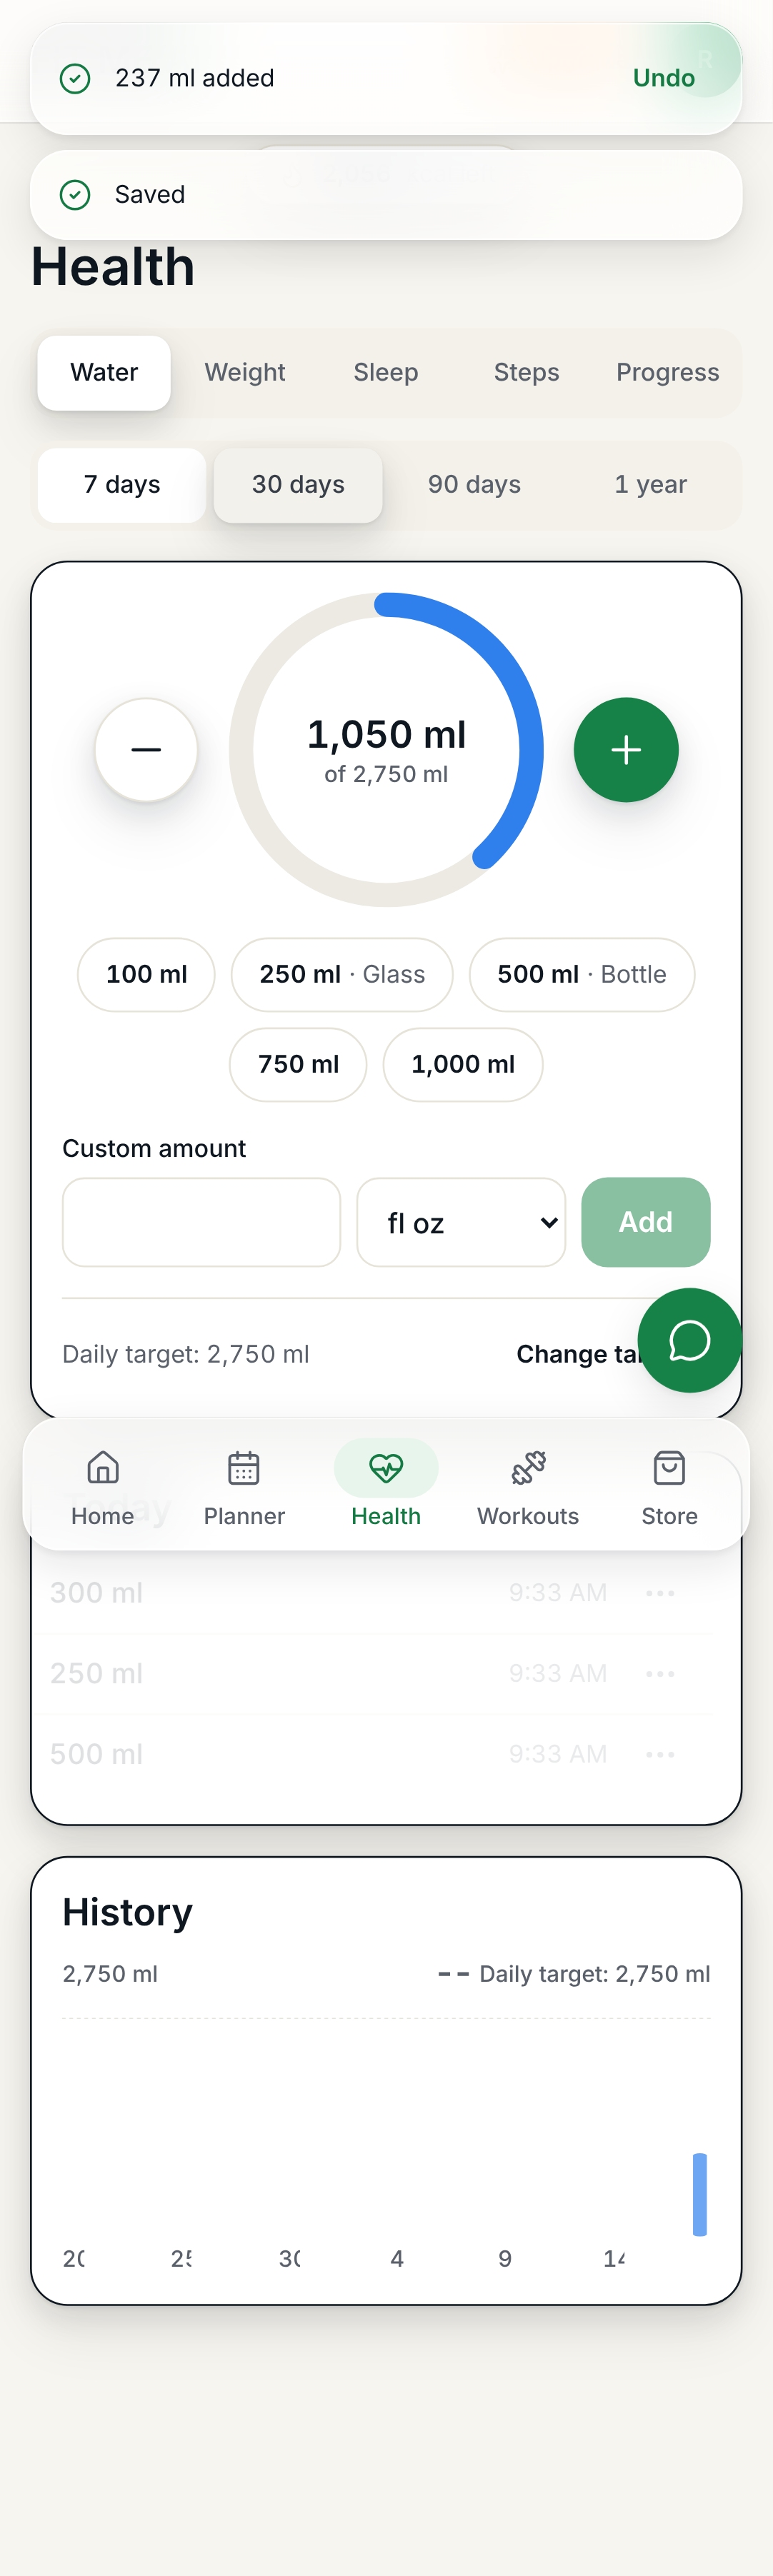 237 ml added Undo
Saved
Health
Water Weight Sleep Steps Progress
7 days 30 days 90 days 1 year
1,050 ml
of 2,750 ml
100 ml 250 ml · Glass 500 ml · Bottle
750 ml 1,000 ml
Custom amount
fl oz Add
Daily target: 2,750 ml Change
Today
Home Planner Health Workouts Store
300 ml 9:33 AM
250 ml 9:33 AM
500 ml 9:33 AM
History
2,750 ml Daily target: 2,750 ml
4 9